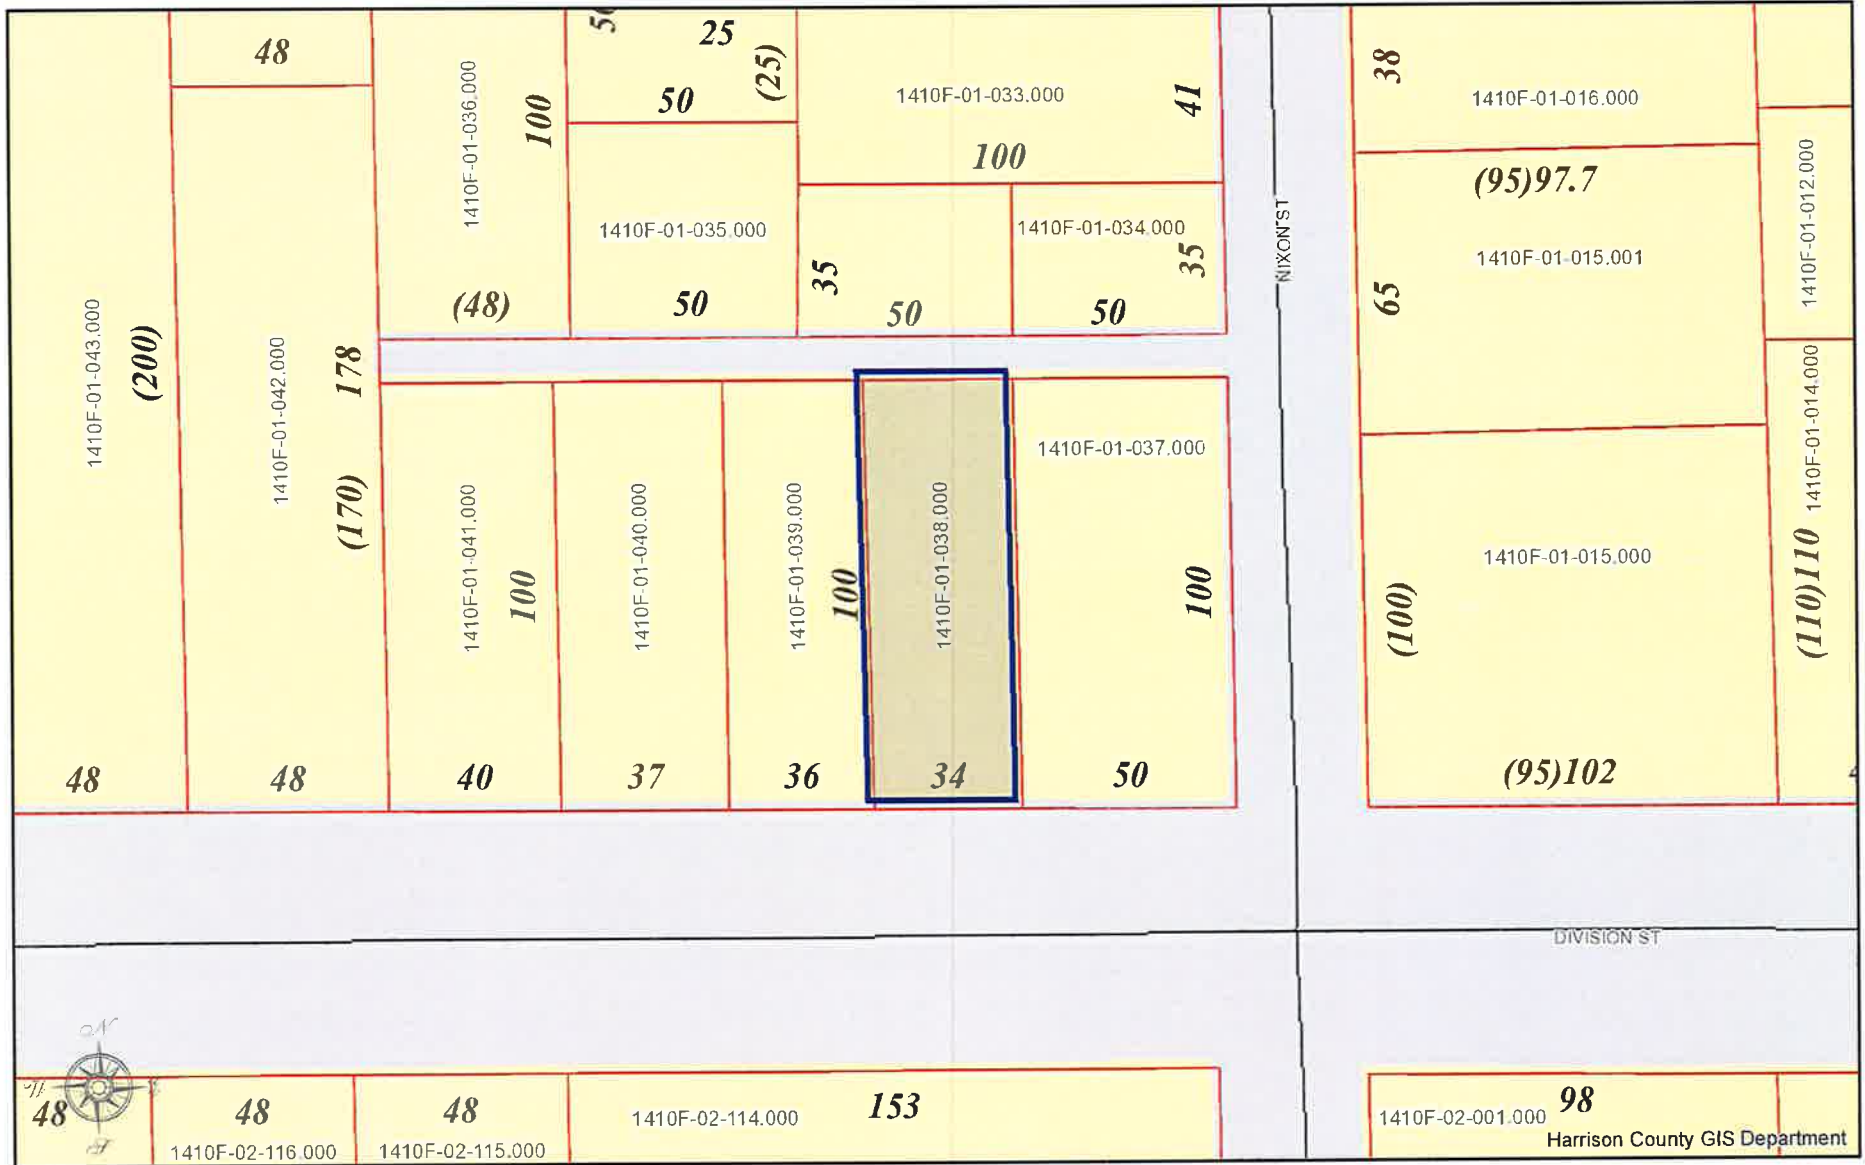 48
1410F-01-036.000
100
25
(25)
50
1410F-01-033.000
41
100
38
1410F-01-016.000
(95)97.7
1410F-01-012.000
1410F-01-035.000
(48)
50
35
50
1410F-01-034.000
35
50
NIXON ST
65
1410F-01-015.001
1410F-01-043.000
(200)
1410F-01-042.000
178
(170)
1410F-01-041.000
100
1410F-01-040.000
1410F-01-039.000
100
1410F-01-038.000
1410F-01-037.000
100
(100)
1410F-01-015.000
1410F-01-014.000
(110)110
48
48
40
37
36
34
50
(95)102
DIVISION ST
N
W
E
S
48
48
1410F-02-116.000
48
1410F-02-115.000
1410F-02-114.000
153
1410F-02-001.000
98
Harrison County GIS Department